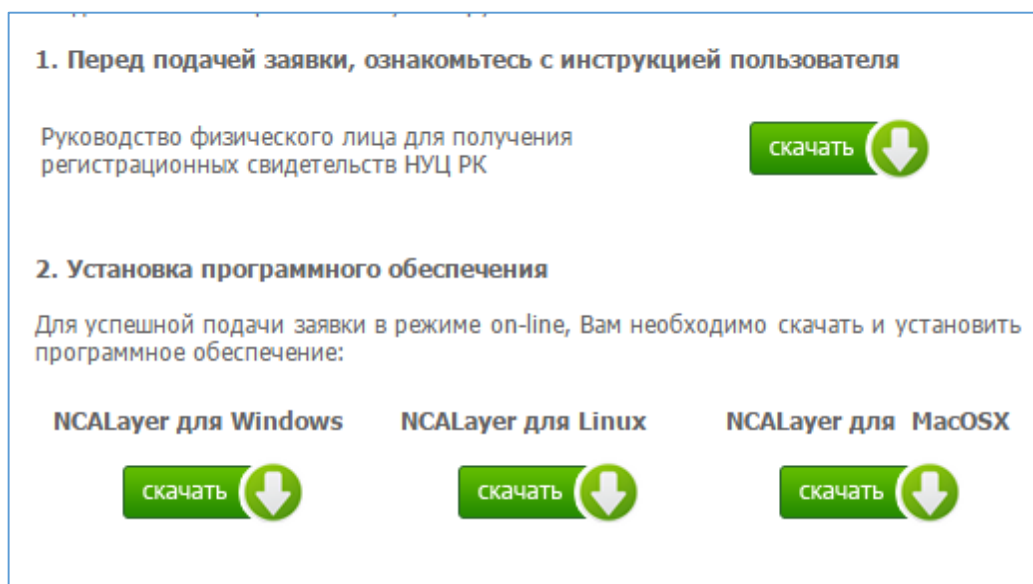 1. Перед подачей заявки, ознакомьтесь с инструкцией пользователя
Руководство физического лица для получения
регистрационных свидетельств НУЦ РК
скачать
2. Установка программного обеспечения
Для успешной подачи заявки в режиме on-line, Вам необходимо скачать и установить
программное обеспечение:
NCALayer для Windows NCALayer для Linux NCALayer для MacOSX
скачать скачать скачать